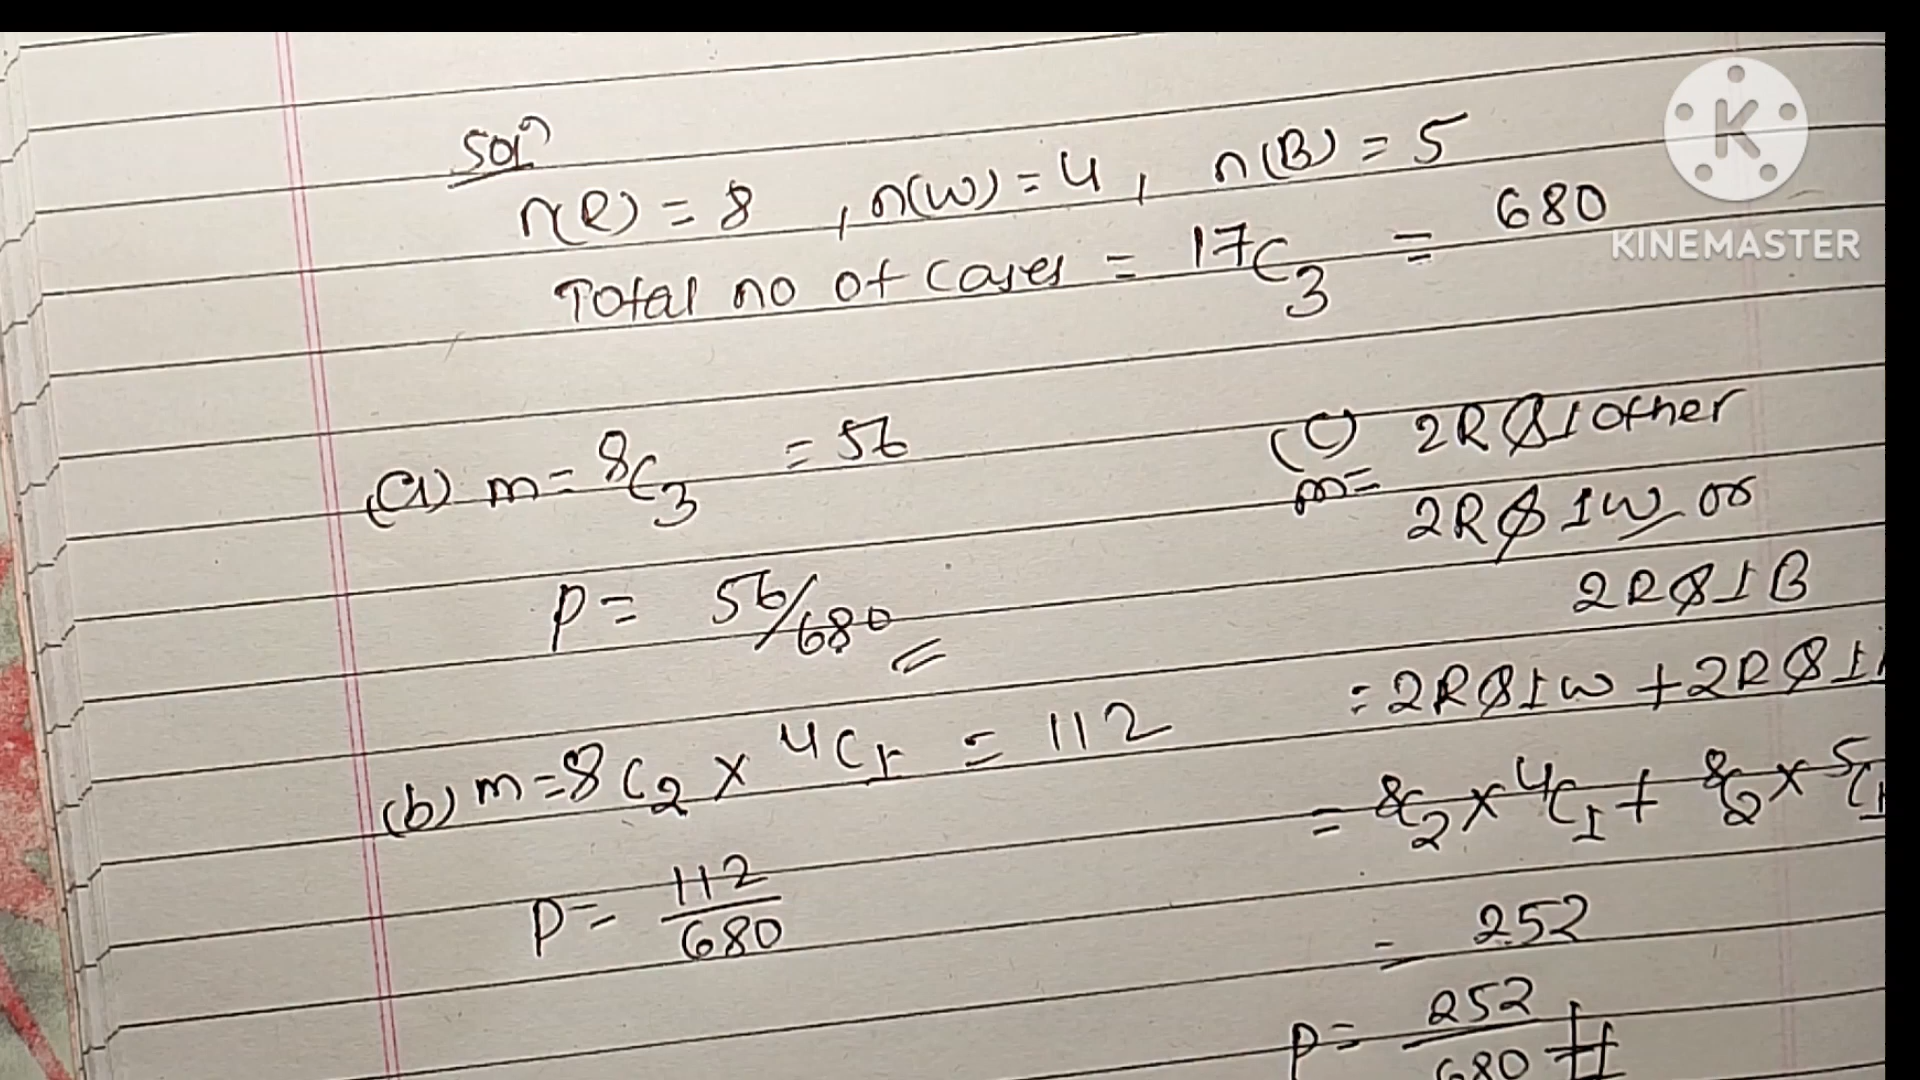 Solⁿ
n(R) = 8 , n(W) = 4 , n(B) = 5
Total no of cases = 17C3 = 680
KINEMASTER
(a) m = 8C3 = 56
P = 56/680
(b) m = 8C2 x 4C1 = 112
P = 112/680
(c) 2R & 1 other
m =
2R & 1W or
2R & 1B
= 2R & 1W + 2R & 1
= 8C2 x 4C1 + 8C2 x 5C1
= 252
P = 252/680